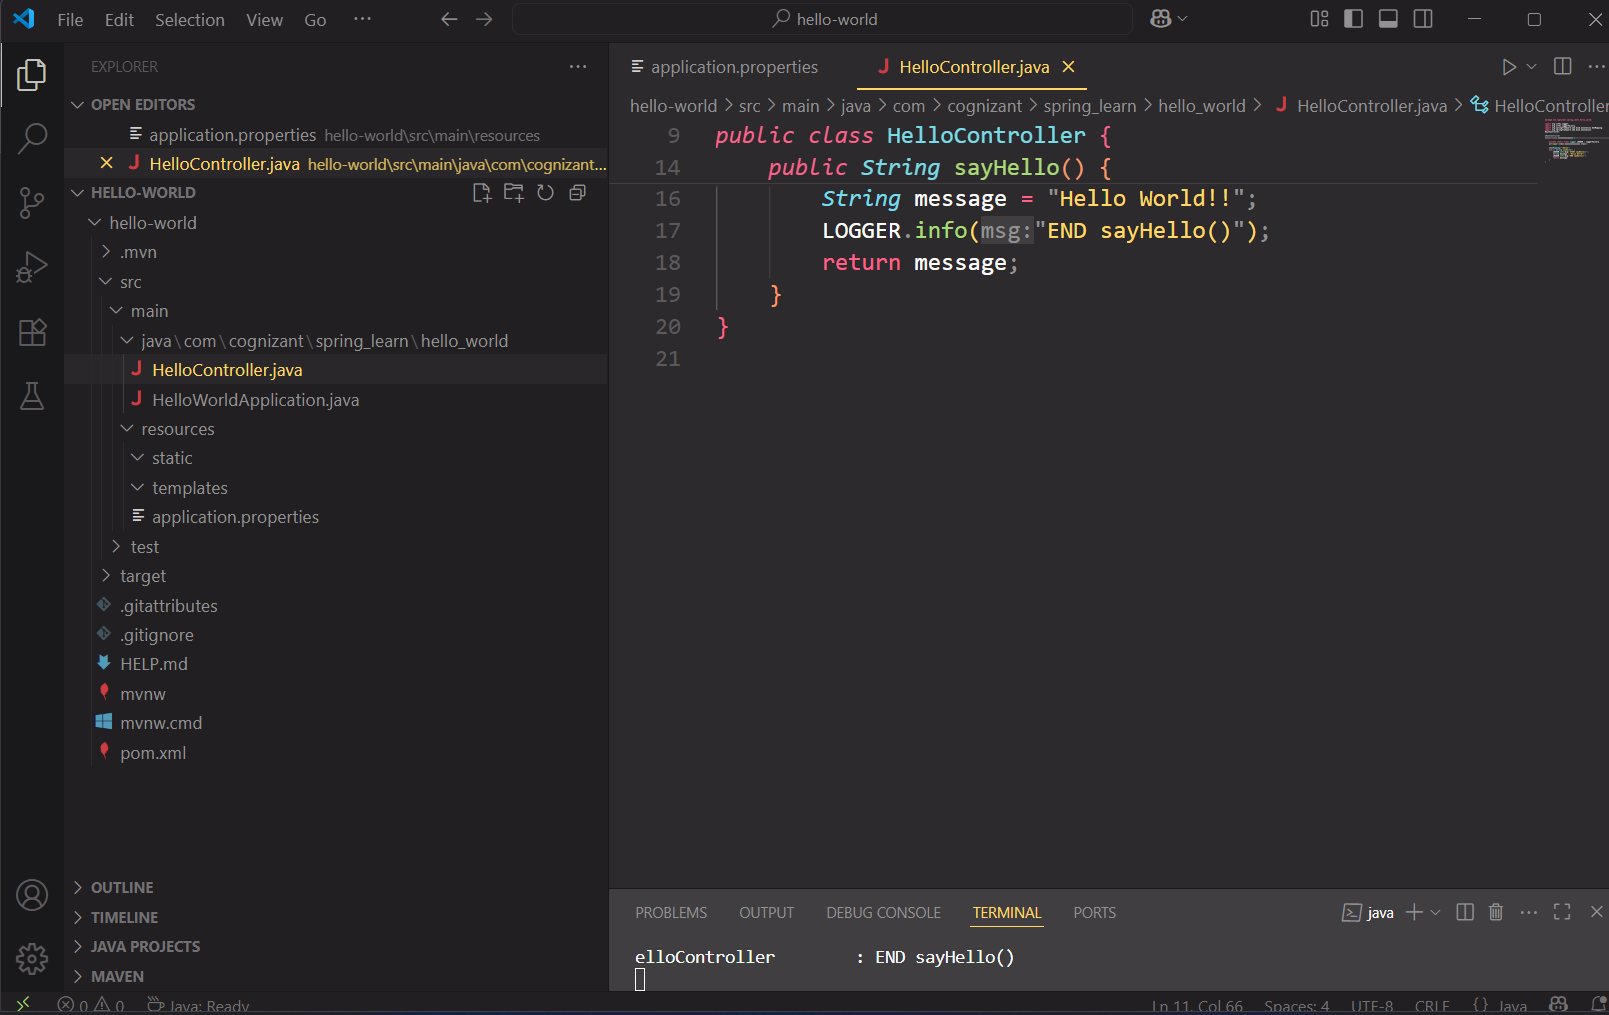 File Edit Selection View Go ··· hello-world
EXPLORER ···
OPEN EDITORS
application.properties hello-world\src\main\resources
HelloController.java hello-world\src\main\java\com\cognizant...
HELLO-WORLD
hello-world
.mvn
src
main
java\com\cognizant\spring_learn\hello_world
HelloController.java
HelloWorldApplication.java
resources
static
templates
application.properties
test
target
.gitattributes
.gitignore
HELP.md
mvnw
mvnw.cmd
pom.xml
OUTLINE
TIMELINE
JAVA PROJECTS
MAVEN
application.properties HelloController.java
hello-world > src > main > java > com > cognizant > spring_learn > hello_world > HelloController.java > HelloController
9 public class HelloController {
14 public String sayHello() {
16 String message = "Hello World!!";
17 LOGGER.info(msg:"END sayHello()");
18 return message;
19 }
20 }
21
PROBLEMS OUTPUT DEBUG CONSOLE TERMINAL PORTS java ···
elloController : END sayHello()
0 0 Java: Ready Ln 11, Col 66 Spaces: 4 UTF-8 CRLF {} Java